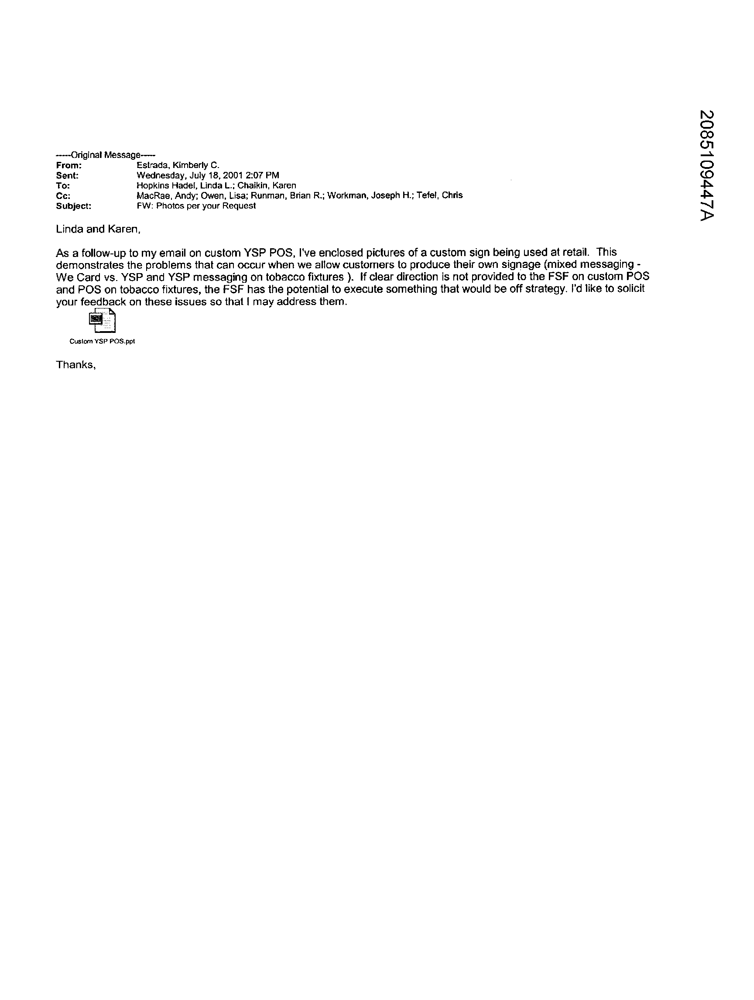 2085109447A
-----Original Message-----
From: Estrada, Kimberly C.
Sent: Wednesday, July 18, 2001 2:07 PM
To: Hopkins Hadel, Linda L.; Chaikin, Karen
Cc: MacRae, Andy; Owen, Lisa; Runman, Brian R.; Workman, Joseph H.; Tefel, Chris
Subject: FW: Photos per your Request
Linda and Karen,
As a follow-up to my email on custom YSP POS, I've enclosed pictures of a custom sign being used at retail. This
demonstrates the problems that can occur when we allow customers to produce their own signage (mixed messaging -
We Card vs. YSP and YSP messaging on tobacco fixtures ). If clear direction is not provided to the FSF on custom POS
and POS on tobacco fixtures, the FSF has the potential to execute something that would be off strategy. I'd like to solicit
your feedback on these issues so that I may address them.
Custom YSP POS.ppt
Thanks,